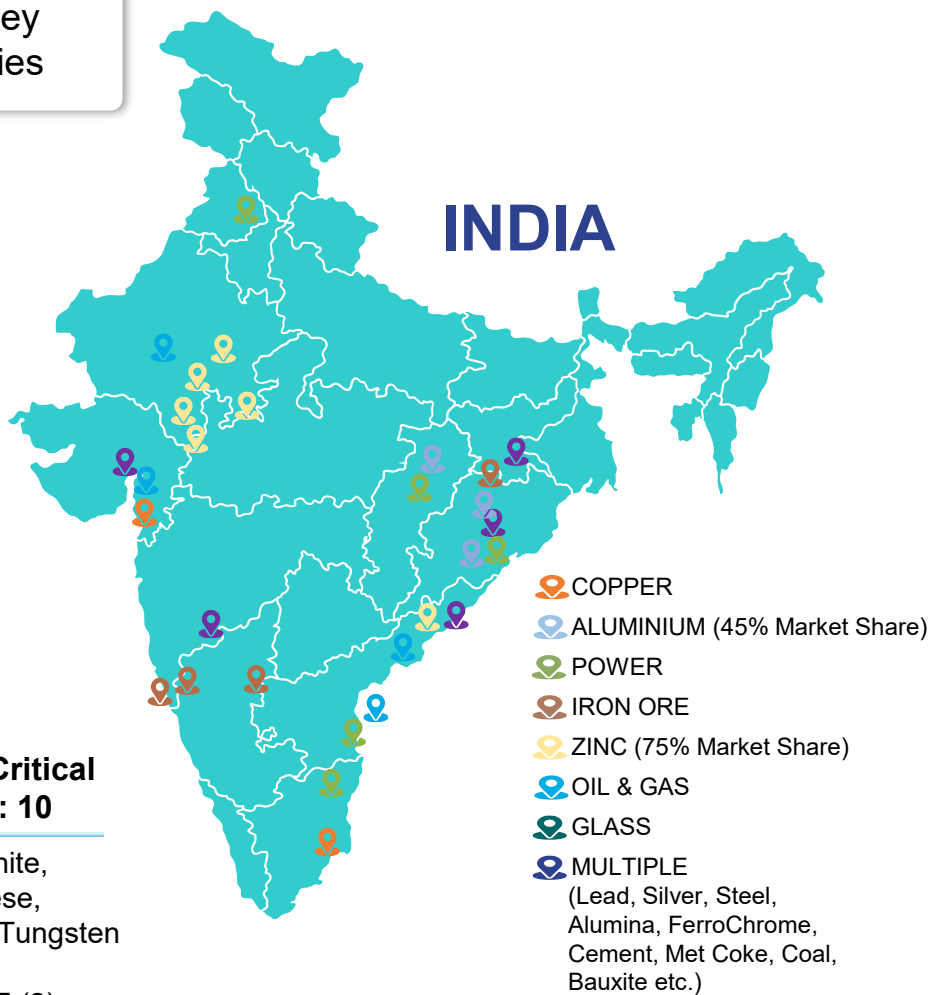 ey
ies
INDIA
COPPER
ALUMINIUM (45% Market Share)
POWER
IRON ORE
ZINC (75% Market Share)
OIL & GAS
GLASS
MULTIPLE
(Lead, Silver, Steel,
Alumina, FerroChrome,
Cement, Met Coke, Coal,
Bauxite etc.)
Critical
: 10
nite,
ese,
Tungsten